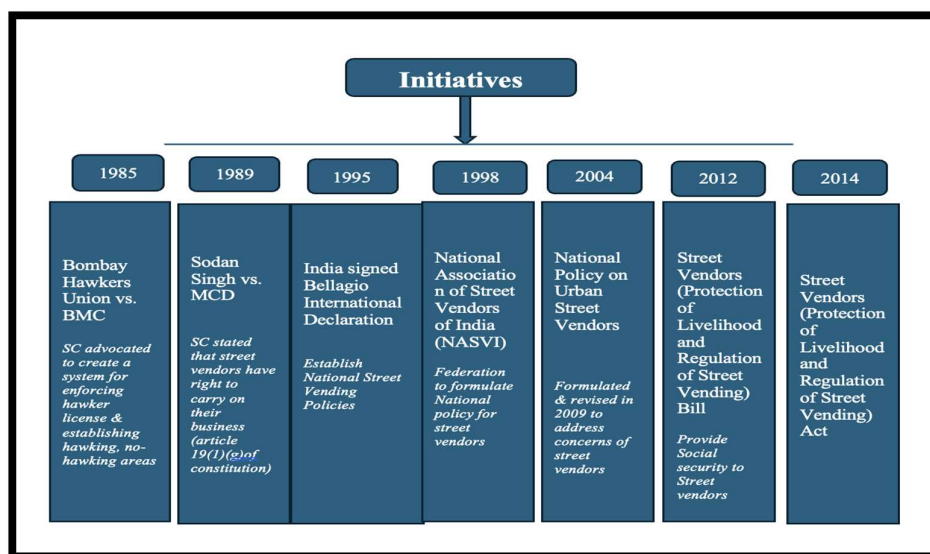 Initiatives
1985
1989
1995
1998
2004
2012
2014
Bombay
Hawkers
Union vs.
BMC
SC advocated
to create a
system for
enforcing
hawker
license &
establishing
hawking, no-
hawking areas
Sodan
Singh vs.
MCD
SC stated
that street
vendors have
right to
carry on
their
business
(article
19(1)(g)of
constitution)
India signed
Bellagio
International
Declaration
Establish
National Street
Vending
Policies
National
Associatio
n of Street
Vendors
of India
(NASVI)
Federation
to formulate
National
policy for
street
vendors
National
Policy on
Urban
Street
Vendors
Formulated
& revised in
2009 to
address
concerns of
street
vendors
Street
Vendors
(Protection
of
Livelihood
and
Regulation
of Street
Vending)
Bill
Provide
Social
security to
Street
vendors
Street
Vendors
(Protection
of
Livelihood
and
Regulation
of Street
Vending)
Act